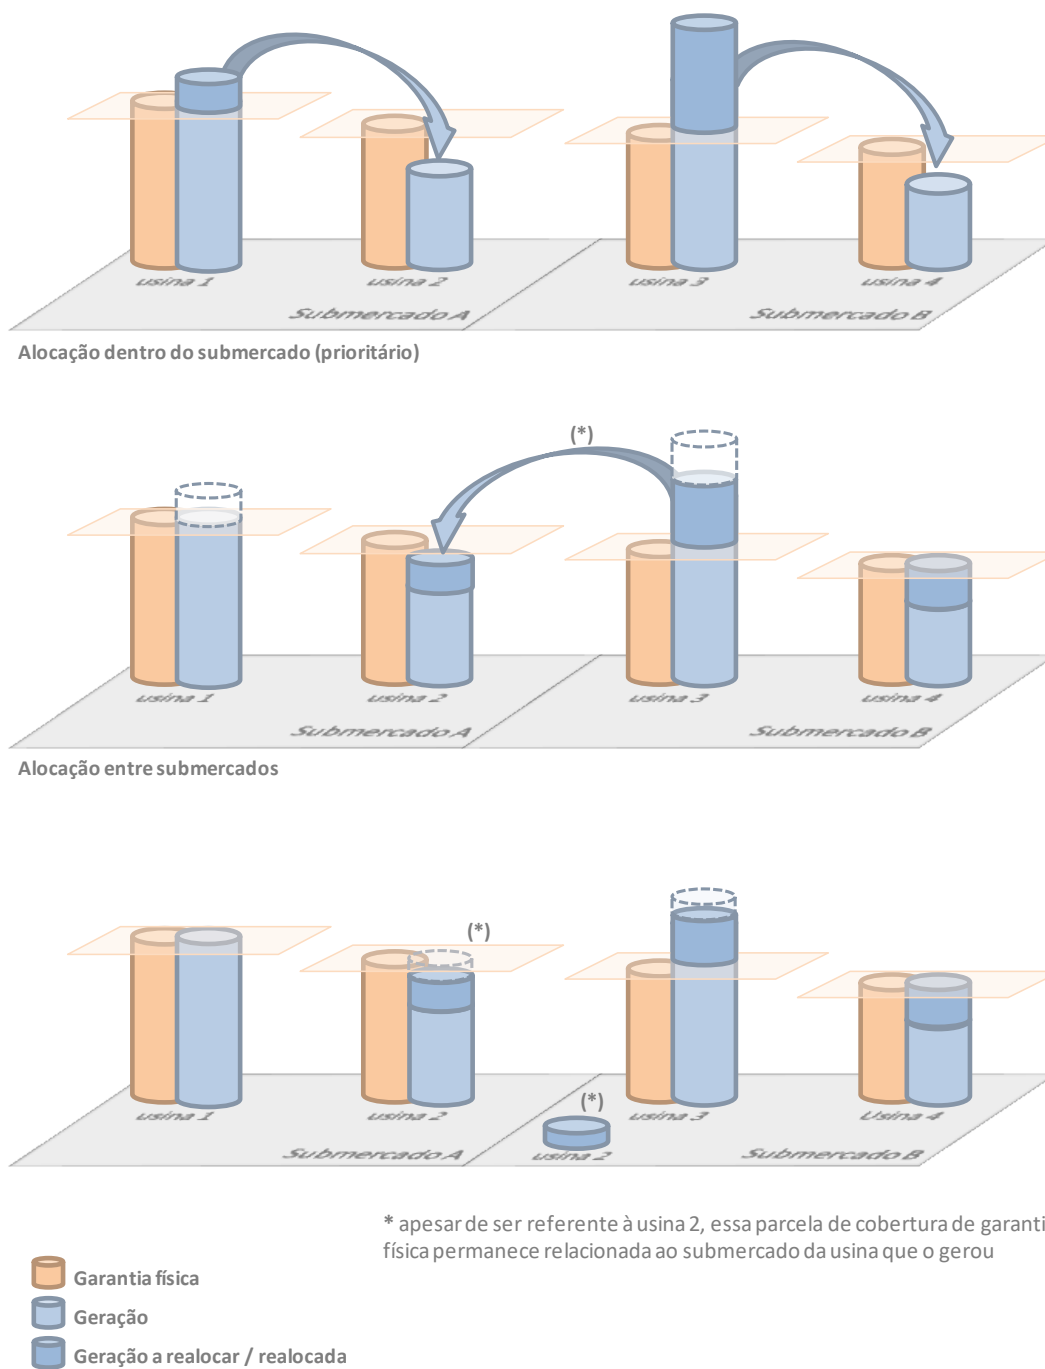 usina 1
usina 2
usina 3
usina 4
Submercado A
Submercado B
Alocação dentro do submercado (prioritário)
(*)
usina 1
usina 2
usina 3
usina 4
Submercado A
Submercado B
Alocação entre submercados
(*)
(*)
usina 1
usina 2
usina 3
Usina 4
Submercado A
usina 2
Submercado B
* apesar de ser referente à usina 2, essa parcela de cobertura de garanti
física permanece relacionada ao submercado da usina que o gerou
Garantia física
Geração
Geração a realocar / realocada